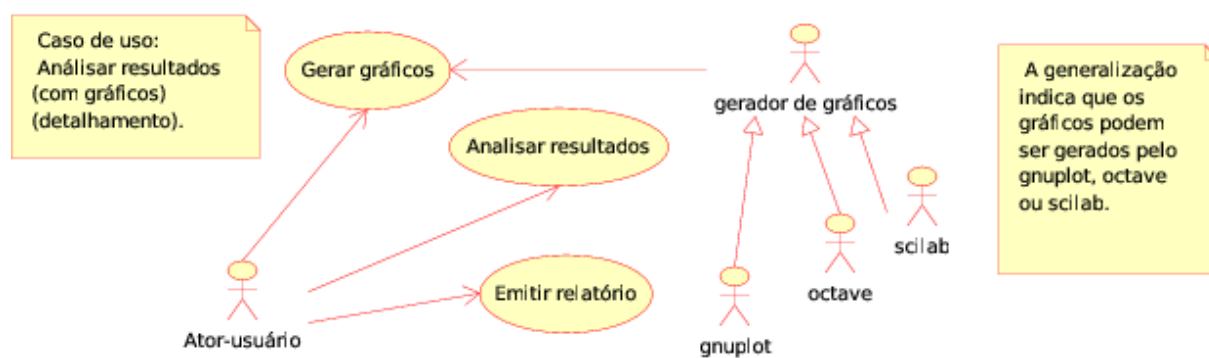 Caso de uso:
Análisar resultados
(com gráficos)
(detalhamento).
Gerar gráficos
gerador de gráficos
A generalização
indica que os
gráficos podem
ser gerados pelo
gnuplot, octave
ou scilab.
Analisar resultados
scilab
Emitir relatório
octave
Ator-usuário
gnuplot